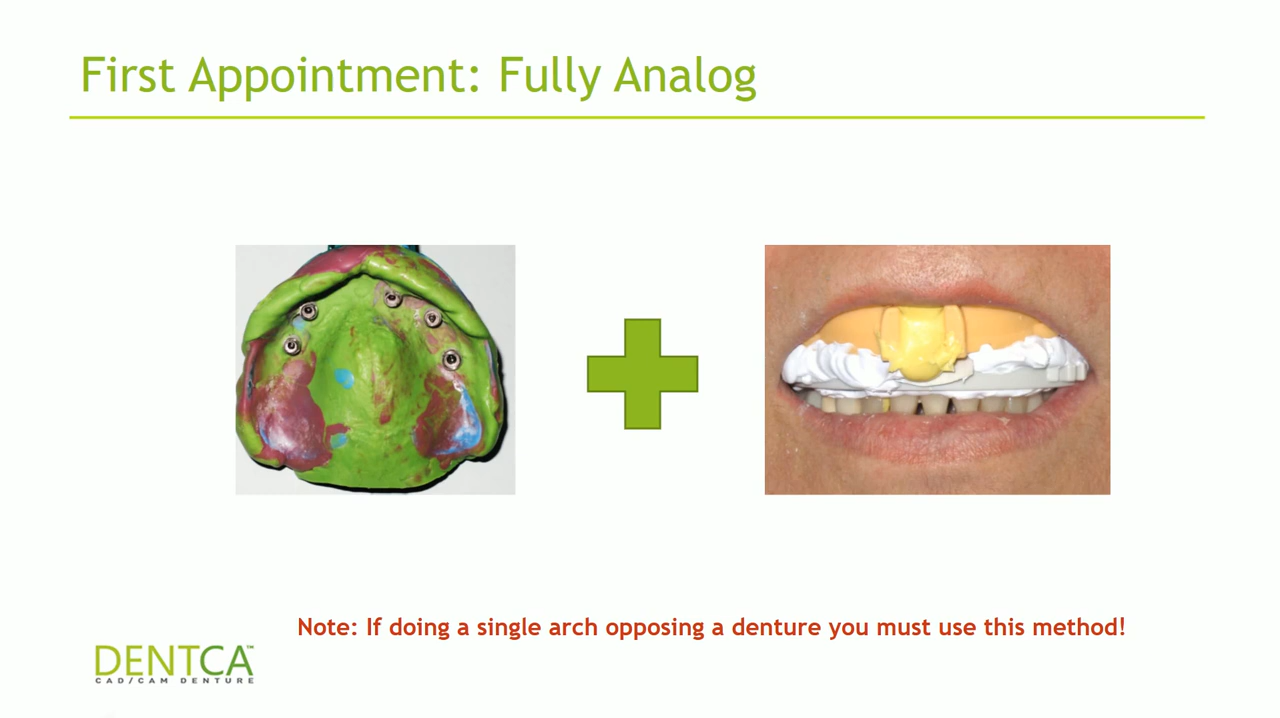 First Appointment: Fully Analog
Note: If doing a single arch opposing a denture you must use this method!
DENTCA™
CAD/CAM DENTURE